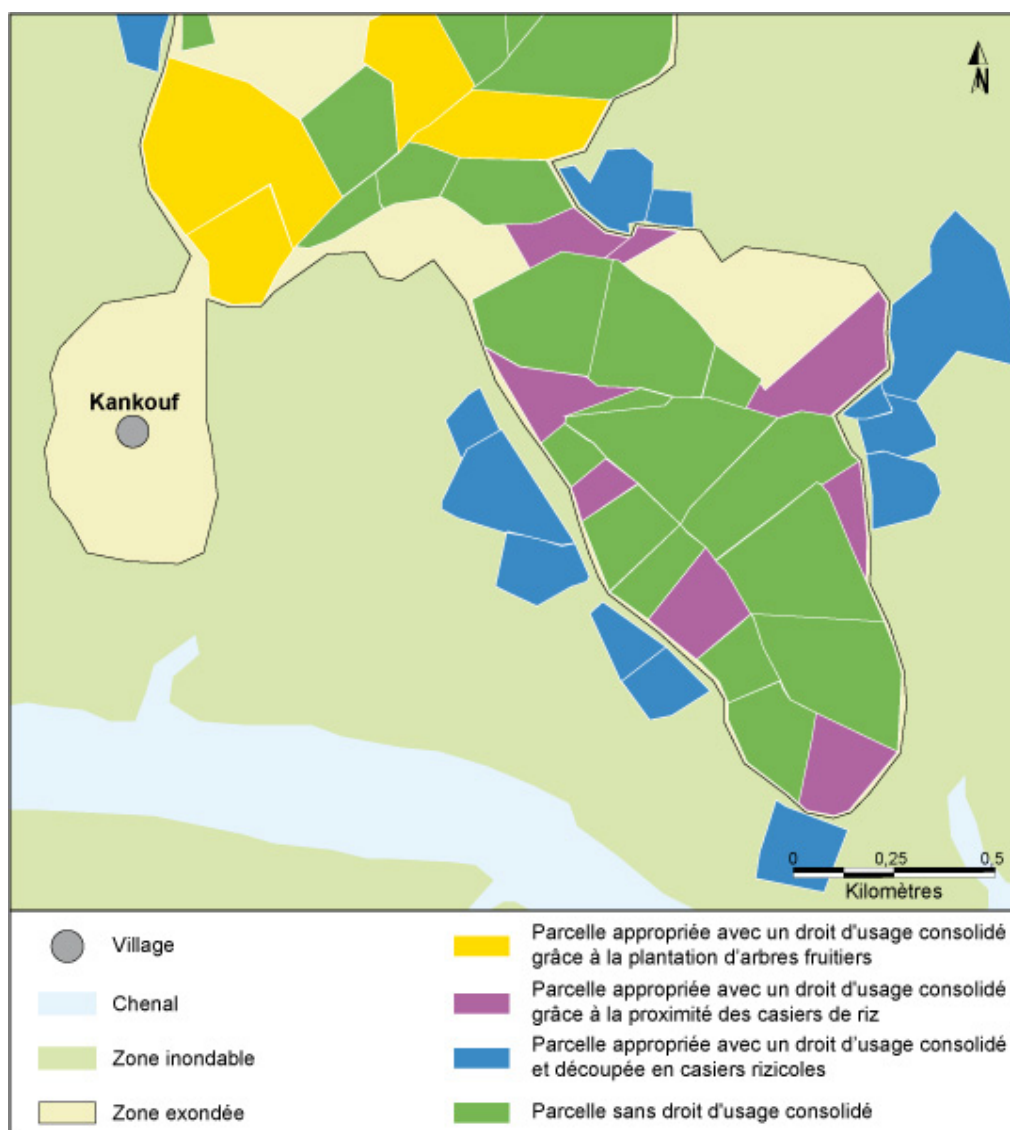 N
Kankouf
0 0,25 0,5
Kilomètres
Village
Chenal
Zone inondable
Zone exondée
Parcelle appropriée avec un droit d'usage consolidé
grâce à la plantation d'arbres fruitiers
Parcelle appropriée avec un droit d'usage consolidé
grâce à la proximité des casiers de riz
Parcelle appropriée avec un droit d'usage consolidé
et découpée en casiers rizicoles
Parcelle sans droit d'usage consolidé